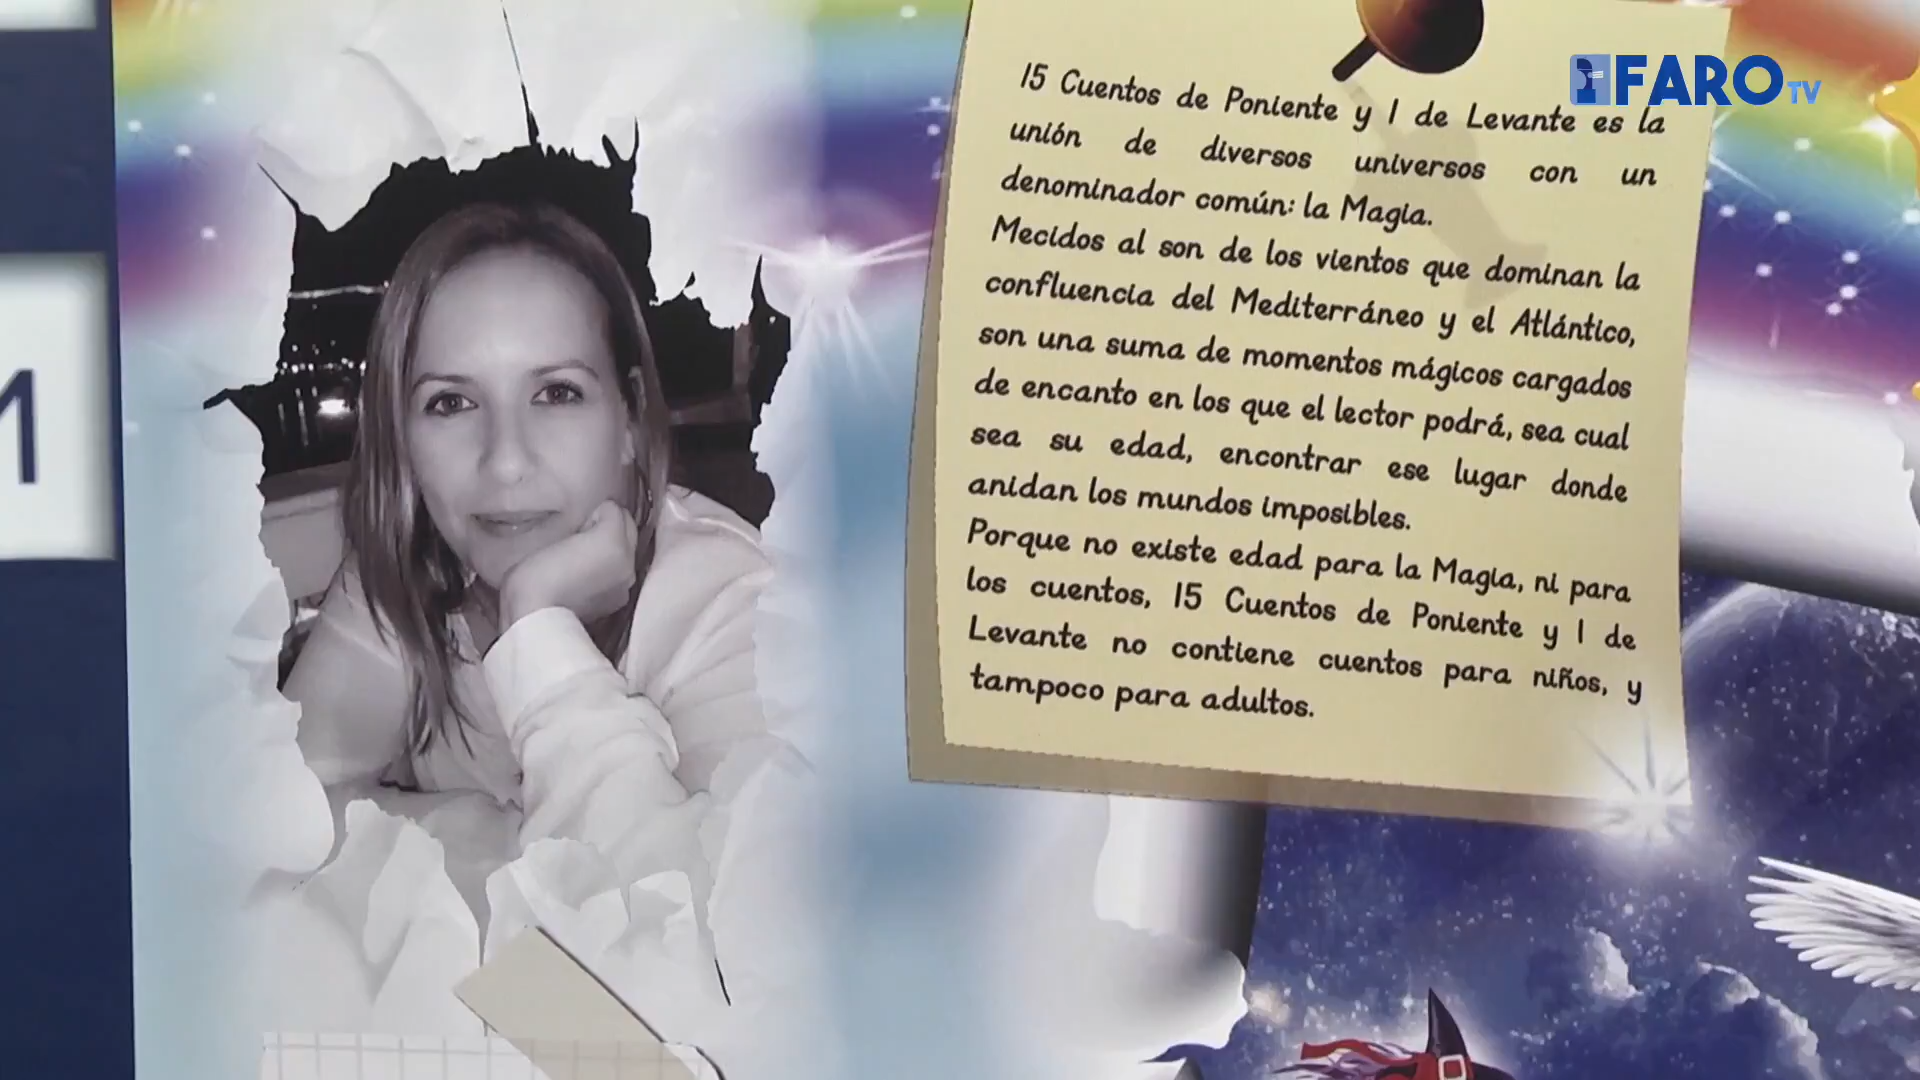 FARO TV
15 Cuentos de Poniente y 1 de Levante es la
unión de diversos universos con un
denominador común: la Magia.
Mecidos al son de los vientos que dominan la
confluencia del Mediterráneo y el Atlántico,
son una suma de momentos mágicos cargados
de encanto en los que el lector podrá, sea cual
sea su edad, encontrar ese lugar donde
anidan los mundos imposibles.
Porque no existe edad para la Magia, ni para
los cuentos, 15 Cuentos de Poniente y 1 de
Levante no contiene cuentos para niños, y
tampoco para adultos.